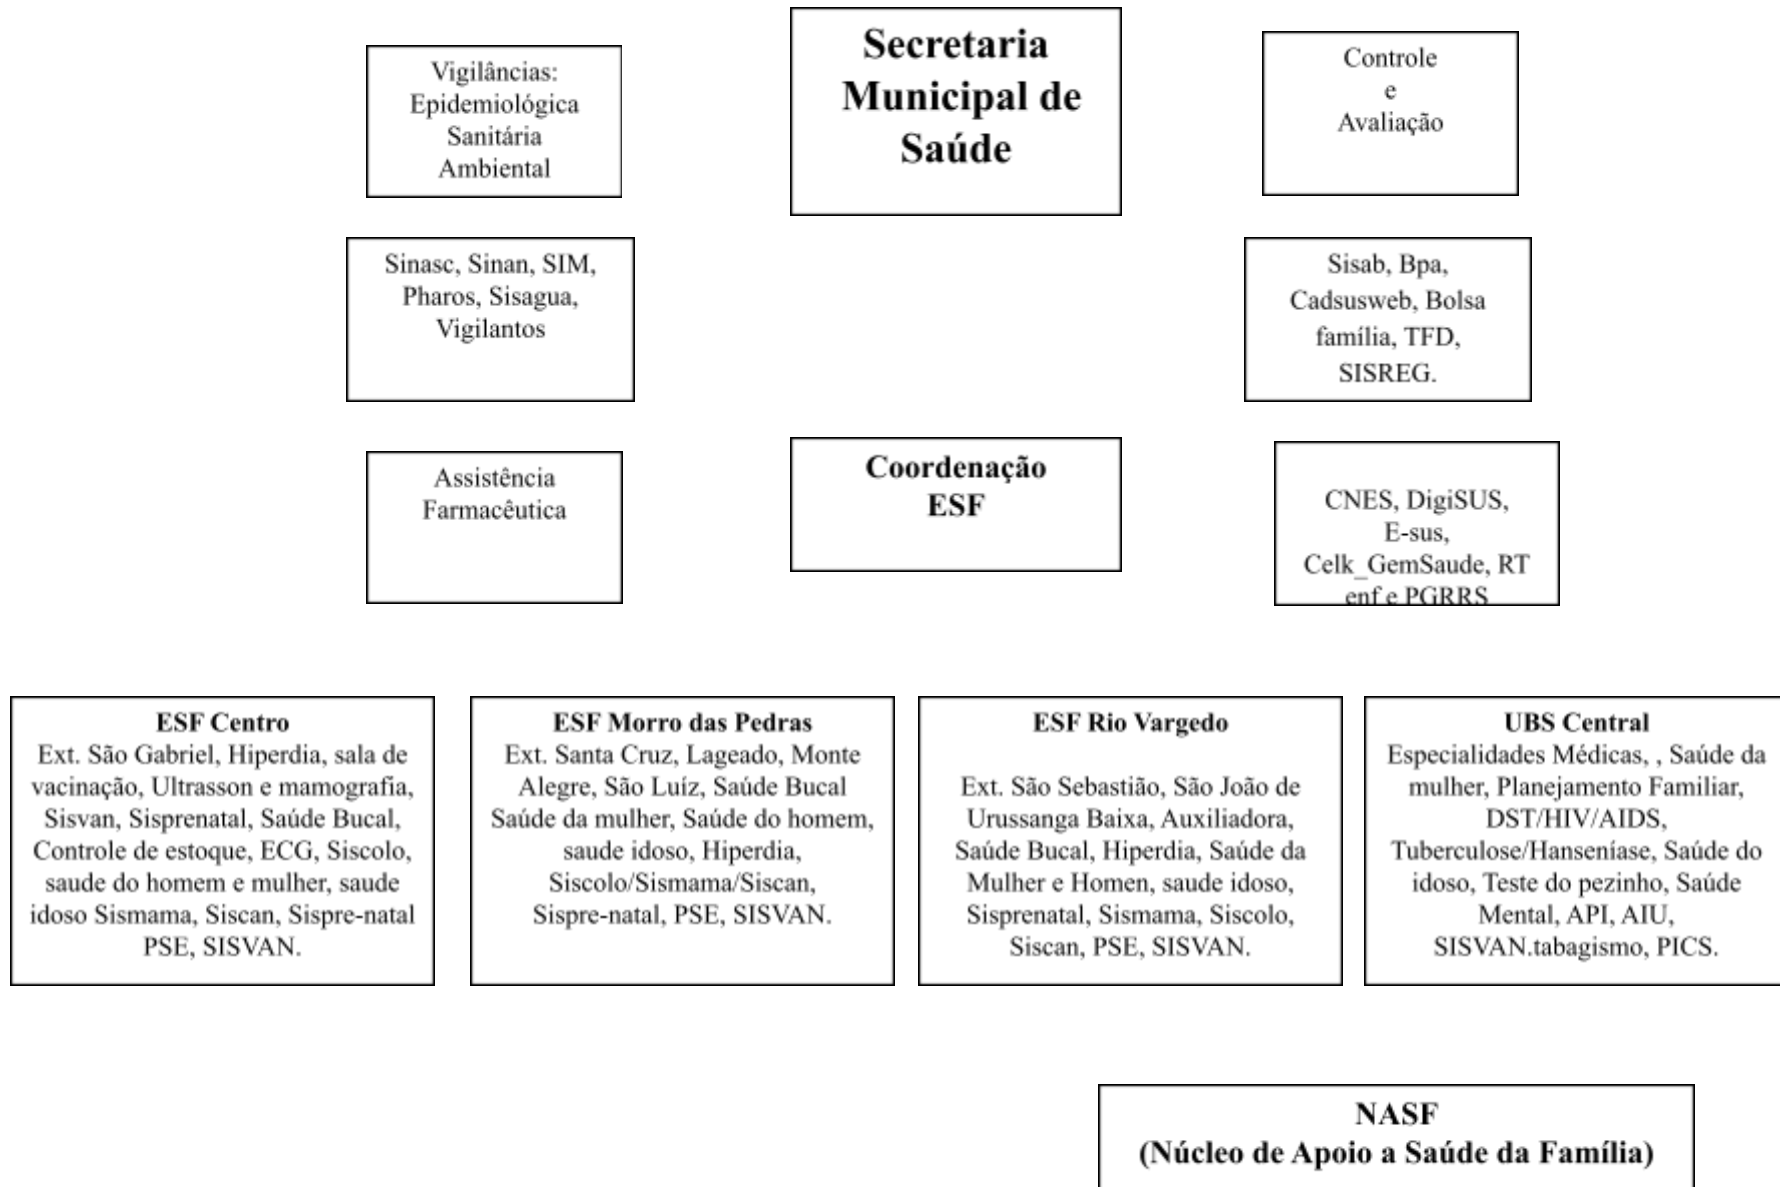 Secretaria
Municipal de
Saúde
Vigilâncias:
Epidemiológica
Sanitária
Ambiental
Controle
e
Avaliação
Sinasc, Sinan, SIM,
Pharos, Sisagua,
Vigilantos
Sisab, Bpa,
Cadsusweb, Bolsa
família, TFD,
SISREG.
Assistência
Farmacêutica
Coordenação
ESF
CNES, DigiSUS,
E-sus,
Celk_GemSaude, RT
enf e PGRRS
ESF Centro
Ext. São Gabriel, Hiperdia, sala de
vacinação, Ultrasson e mamografia,
Sisvan, Sisprenatal, Saúde Bucal,
Controle de estoque, ECG, Siscolo,
saude do homem e mulher, saude
idoso Sismama, Siscan, Sispre-natal
PSE, SISVAN.
ESF Morro das Pedras
Ext. Santa Cruz, Lageado, Monte
Alegre, São Luíz, Saúde Bucal
Saúde da mulher, Saúde do homem,
saude idoso, Hiperdia,
Siscolo/Sismama/Siscan,
Sispre-natal, PSE, SISVAN.
ESF Rio Vargedo
Ext. São Sebastião, São João de
Urussanga Baixa, Auxiliadora,
Saúde Bucal, Hiperdia, Saúde da
Mulher e Homen, saude idoso,
Sisprenatal, Sismama, Siscolo,
Siscan, PSE, SISVAN.
UBS Central
Especialidades Médicas, , Saúde da
mulher, Planejamento Familiar,
DST/HIV/AIDS,
Tuberculose/Hanseníase, Saúde do
idoso, Teste do pezinho, Saúde
Mental, API, AIU,
SISVAN.tabagismo, PICS.
NASF
(Núcleo de Apoio a Saúde da Família)